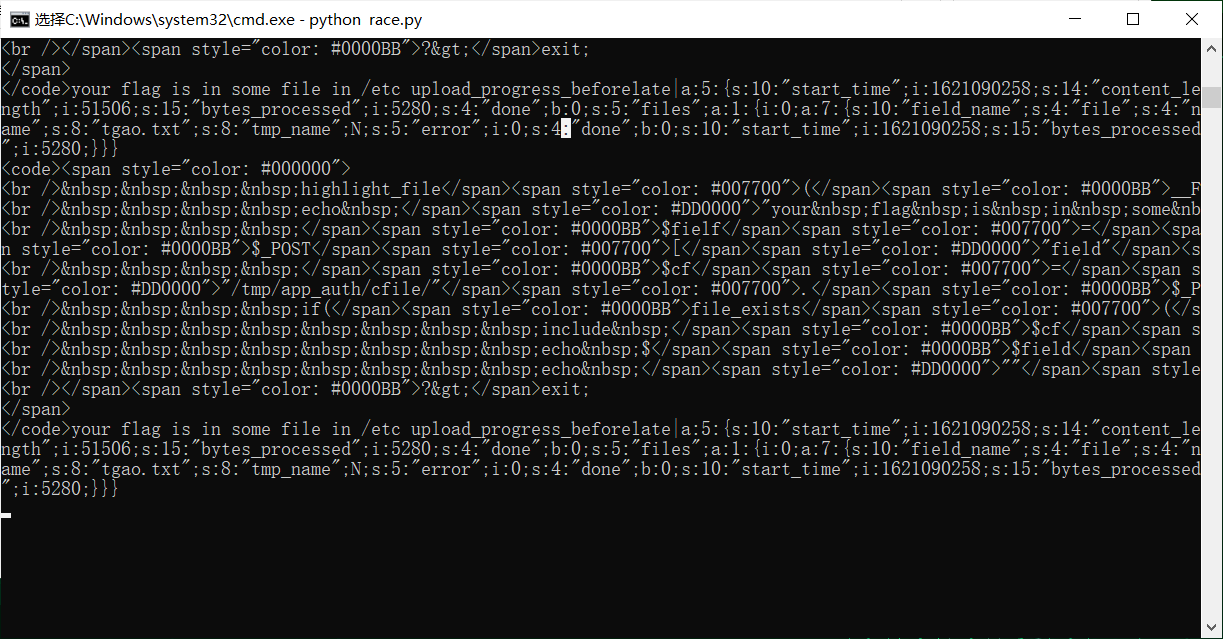 选择C:\Windows\system32\cmd.exe - python  race.py
<br /></span><span style="color: #0000BB">?&gt;</span>exit;
</span>
</code>your flag is in some file in /etc upload_progress_beforelate|a:5:{s:10:"start_time";i:1621090258;s:14:"content_le
ngth";i:51506;s:15:"bytes_processed";i:5280;s:4:"done";b:0;s:5:"files";a:1:{i:0;a:7:{s:10:"field_name";s:4:"file";s:4:"n
ame";s:8:"tgao.txt";s:8:"tmp_name";N;s:5:"error";i:0;s:4:"done";b:0;s:10:"start_time";i:1621090258;s:15:"bytes_processed
";i:5280;}}}
<code><span style="color: #000000">
<br />&nbsp;&nbsp;&nbsp;&nbsp;highlight_file</span><span style="color: #007700">(</span><span style="color: #0000BB">__F
<br />&nbsp;&nbsp;&nbsp;&nbsp;echo&nbsp;</span><span style="color: #DD0000">"your&nbsp;flag&nbsp;is&nbsp;in&nbsp;some&nb
<br />&nbsp;&nbsp;&nbsp;&nbsp;</span><span style="color: #0000BB">$fielf</span><span style="color: #007700">=</span><spa
n style="color: #0000BB">$_POST</span><span style="color: #007700">[</span><span style="color: #DD0000">"field"</span><s
<br />&nbsp;&nbsp;&nbsp;&nbsp;</span><span style="color: #0000BB">$cf</span><span style="color: #007700">=</span><span s
tyle="color: #DD0000">"/tmp/app_auth/cfile/"</span><span style="color: #007700">.</span><span style="color: #0000BB">$_P
<br />&nbsp;&nbsp;&nbsp;&nbsp;if(</span><span style="color: #0000BB">file_exists</span><span style="color: #007700">(</s
<br />&nbsp;&nbsp;&nbsp;&nbsp;&nbsp;&nbsp;&nbsp;&nbsp;include&nbsp;</span><span style="color: #0000BB">$cf</span><span s
<br />&nbsp;&nbsp;&nbsp;&nbsp;&nbsp;&nbsp;&nbsp;&nbsp;echo&nbsp;$</span><span style="color: #0000BB">$field</span><span
<br />&nbsp;&nbsp;&nbsp;&nbsp;&nbsp;&nbsp;&nbsp;&nbsp;echo&nbsp;</span><span style="color: #DD0000">""</span><span style
<br /></span><span style="color: #0000BB">?&gt;</span>exit;
</span>
</code>your flag is in some file in /etc upload_progress_beforelate|a:5:{s:10:"start_time";i:1621090258;s:14:"content_le
ngth";i:51506;s:15:"bytes_processed";i:5280;s:4:"done";b:0;s:5:"files";a:1:{i:0;a:7:{s:10:"field_name";s:4:"file";s:4:"n
ame";s:8:"tgao.txt";s:8:"tmp_name";N;s:5:"error";i:0;s:4:"done";b:0;s:10:"start_time";i:1621090258;s:15:"bytes_processed
";i:5280;}}}